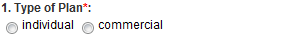 1. Type of Plan*:
individual commercial